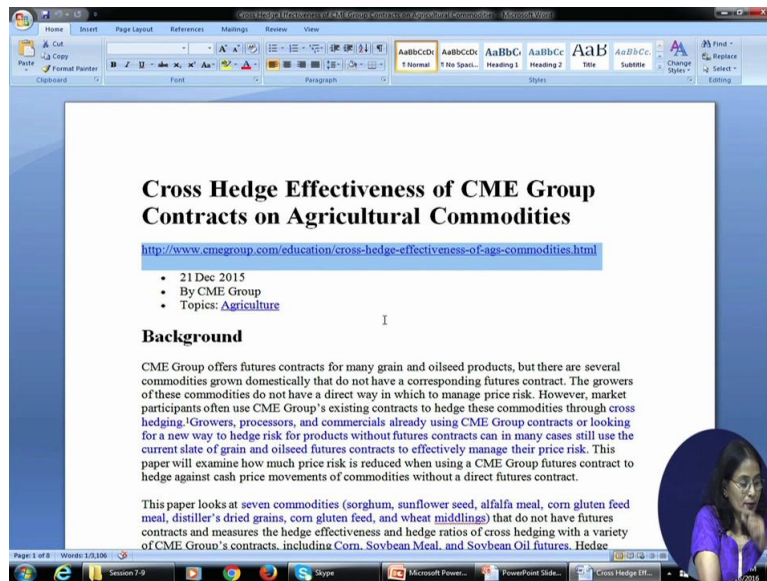 Cross Hedge Effectiveness of CME Group Contracts on Agricultural Commodities - Microsoft Word
Home Insert Page Layout References Mailings Review View
Cut
Copy
Format Painter
Paste
Clipboard
Font
Paragraph
AaBbCcDc AaBbCcDc AaBbC AaBbCc AaB AaBbCc.
¶ Normal ¶ No Spaci... Heading 1 Heading 2 Title Subtitle
Change Styles
Styles
Find
Replace
Select
Editing
Cross Hedge Effectiveness of CME Group
Contracts on Agricultural Commodities
http://www.cmegroup.com/education/cross-hedge-effectiveness-of-ags-commodities.html
• 21 Dec 2015
• By CME Group
• Topics: Agriculture
Background
CME Group offers futures contracts for many grain and oilseed products, but there are several
commodities grown domestically that do not have a corresponding futures contract. The growers
of these commodities do not have a direct way in which to manage price risk. However, market
participants often use CME Group's existing contracts to hedge these commodities through cross
hedging.¹Growers, processors, and commercials already using CME Group contracts or looking
for a new way to hedge risk for products without futures contracts can in many cases still use the
current slate of grain and oilseed futures contracts to effectively manage their price risk. This
paper will examine how much price risk is reduced when using a CME Group futures contract to
hedge against cash price movements of commodities without a direct futures contract.
This paper looks at seven commodities (sorghum, sunflower seed, alfalfa meal, corn gluten feed
meal, distiller's dried grains, corn gluten feed, and wheat middlings) that do not have futures
contracts and measures the hedge effectiveness and hedge ratios of cross hedging with a variety
of CME Group's contracts, including Corn, Soybean Meal, and Soybean Oil futures. Hedge
Page: 1 of 8 Words: 1/3,106
Session 7-9 Skype Microsoft Power... PowerPoint Slide... Cross Hedge Eff...